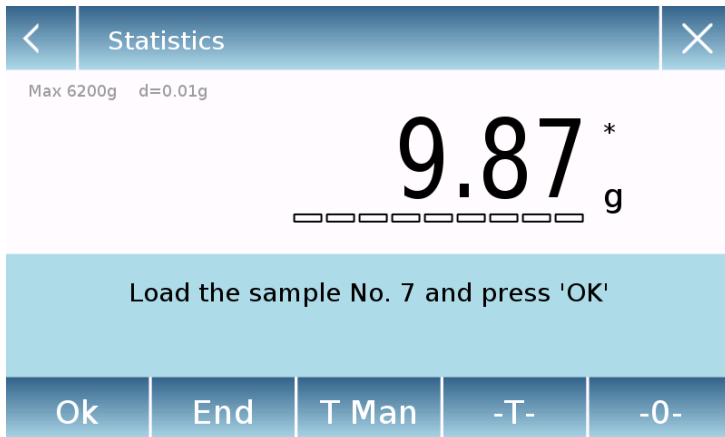 Statistics
Max 6200g d=0.01g
9.87 * g
Load the sample No. 7 and press 'OK'
Ok End T Man -T- -0-